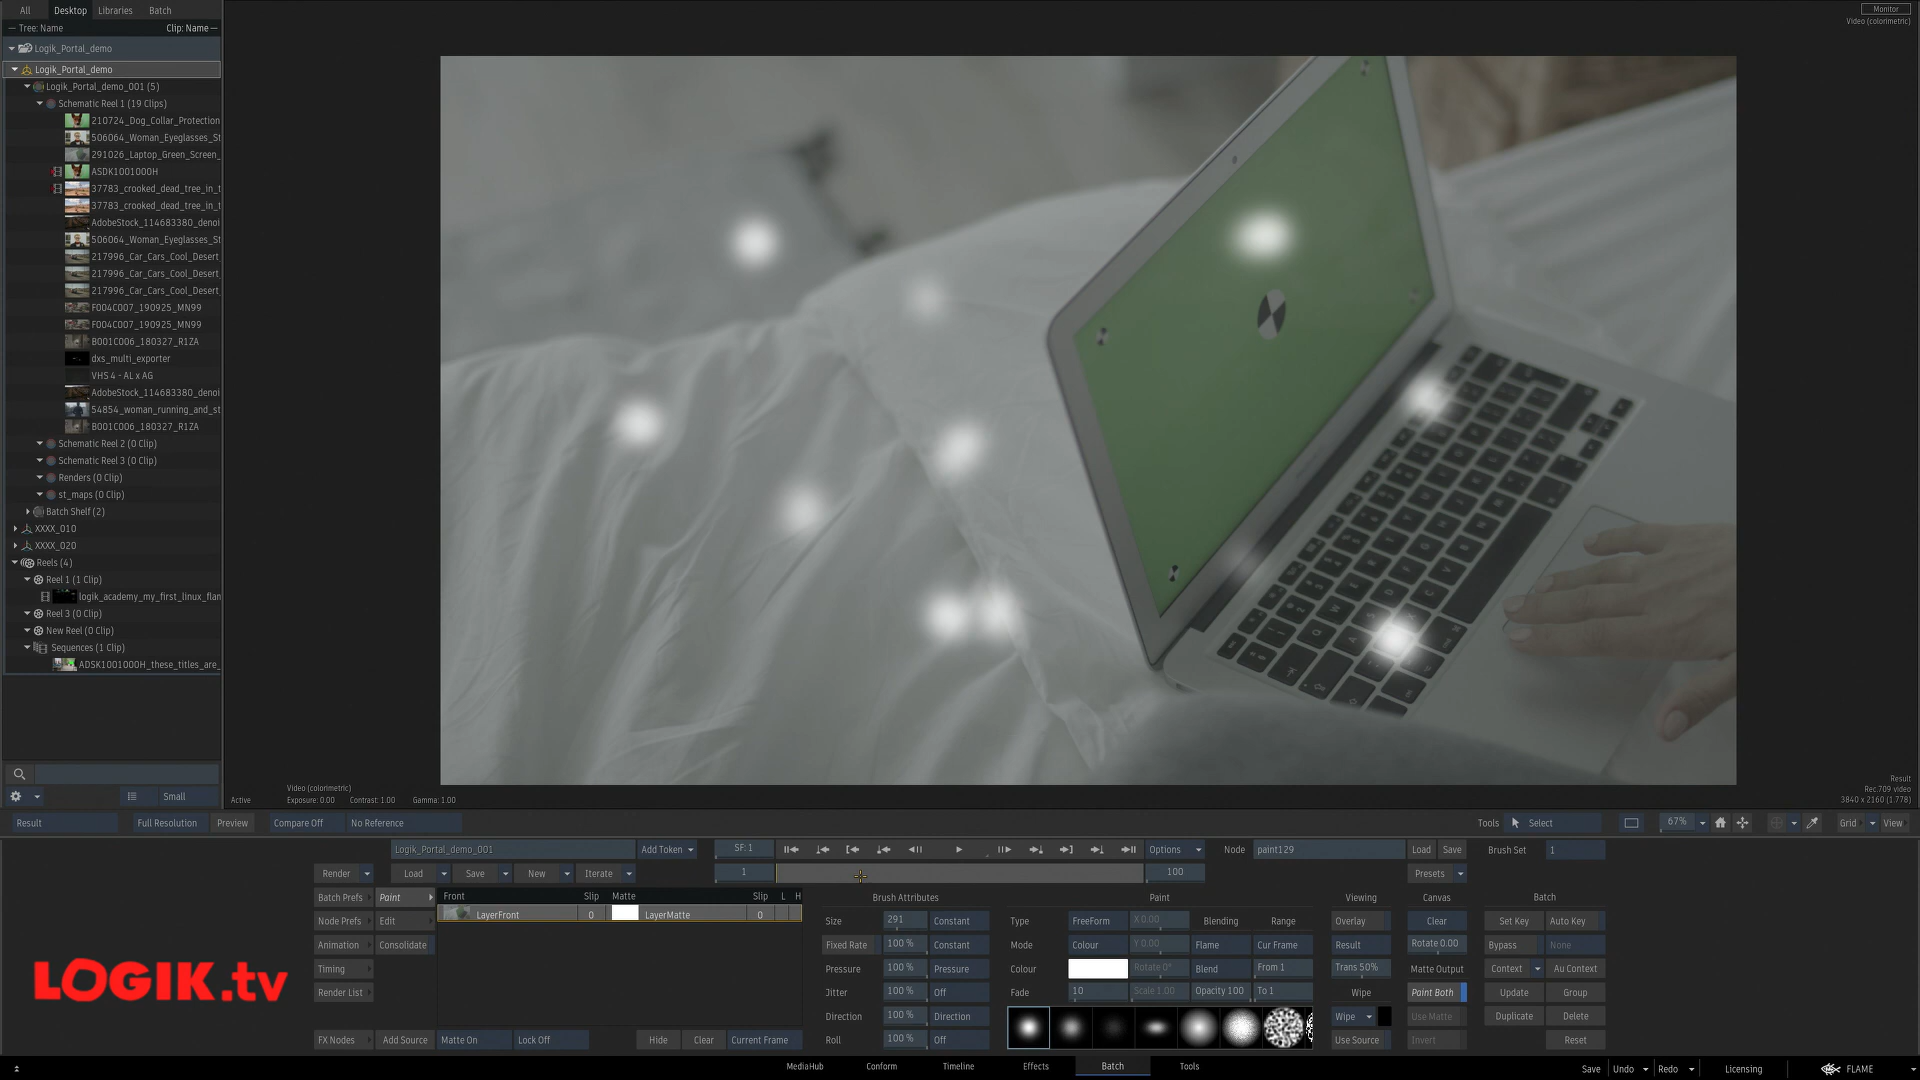 All Desktop Libraries Batch
Tree: Name Clip: Name
Logik_Portal_demo
Logik_Portal_demo
Logik_Portal_demo_001 (5)
Schematic Reel 1 (19 Clips)
210724_Dog_Collar_Protection
506064_Woman_Eyeglasses_St
291026_Laptop_Green_Screen_
ASDK1001000H
37783_crooked_dead_tree_in_t
37783_crooked_dead_tree_in_t
AdobeStock_114683380_denoi
506064_Woman_Eyeglasses_St
217996_Car_Cars_Cool_Desert_
217996_Car_Cars_Cool_Desert_
217996_Car_Cars_Cool_Desert_
F004C007_190925_MN99
F004C007_190925_MN99
B001C006_180327_R1ZA
dxs_multi_exporter
VHS 4 - AL x AG
AdobeStock_114683380_denoi
54854_woman_running_and_st
B001C006_180327_R1ZA
Schematic Reel 2 (0 Clip)
Schematic Reel 3 (0 Clip)
Renders (0 Clip)
st_maps (0 Clip)
Batch Shelf (2)
XXXX_010
XXXX_020
Reels (4)
Reel 1 (1 Clip)
logik_academy_my_first_linux_flan
Reel 3 (0 Clip)
New Reel (0 Clip)
Sequences (1 Clip)
ADSK1001000H_these_titles_are_
Small
Monitor
Video (colorimetric)
Video (colorimetric)
Active Exposure: 0.00 Contrast: 1.00 Gamma: 1.00
Result
Rec.709 video
3840 x 2160 (1.778)
Result Full Resolution Preview Compare Off No Reference Tools Select 67% Grid View
Logik_Portal_demo_001 Add Token SF: 1 Options Node paint129 Load Save Brush Set 1
Render Load Save New Iterate 1 100 Presets
Batch Prefs Paint Front Slip Matte Slip L H Brush Attributes Paint Viewing Canvas Batch
Node Prefs Edit LayerFront 0 LayerMatte 0 Size 291 Constant Type FreeForm X 0.00 Blending Range Overlay Clear Set Key Auto Key
Animation Consolidate Fixed Rate 100 % Constant Mode Colour Y 0.00 Flame Cur Frame Result Rotate 0.00 Bypass None
Timing Pressure 100 % Pressure Colour Rotate 0° Blend From 1 Trans 50% Matte Output Context Au Context
Render List Jitter 100 % Off Fade 10 Scale 1.00 Opacity 100 To 1 Wipe Paint Both Update Group
Direction 100 % Direction Wipe Use Matte Duplicate Delete
FX Nodes Add Source Matte On Lock Off Hide Clear Current Frame Roll 100 % Off Use Source Invert Reset
LOGIK.tv
MediaHub Conform Timeline Effects Batch Tools Save Undo Redo Licensing FLAME